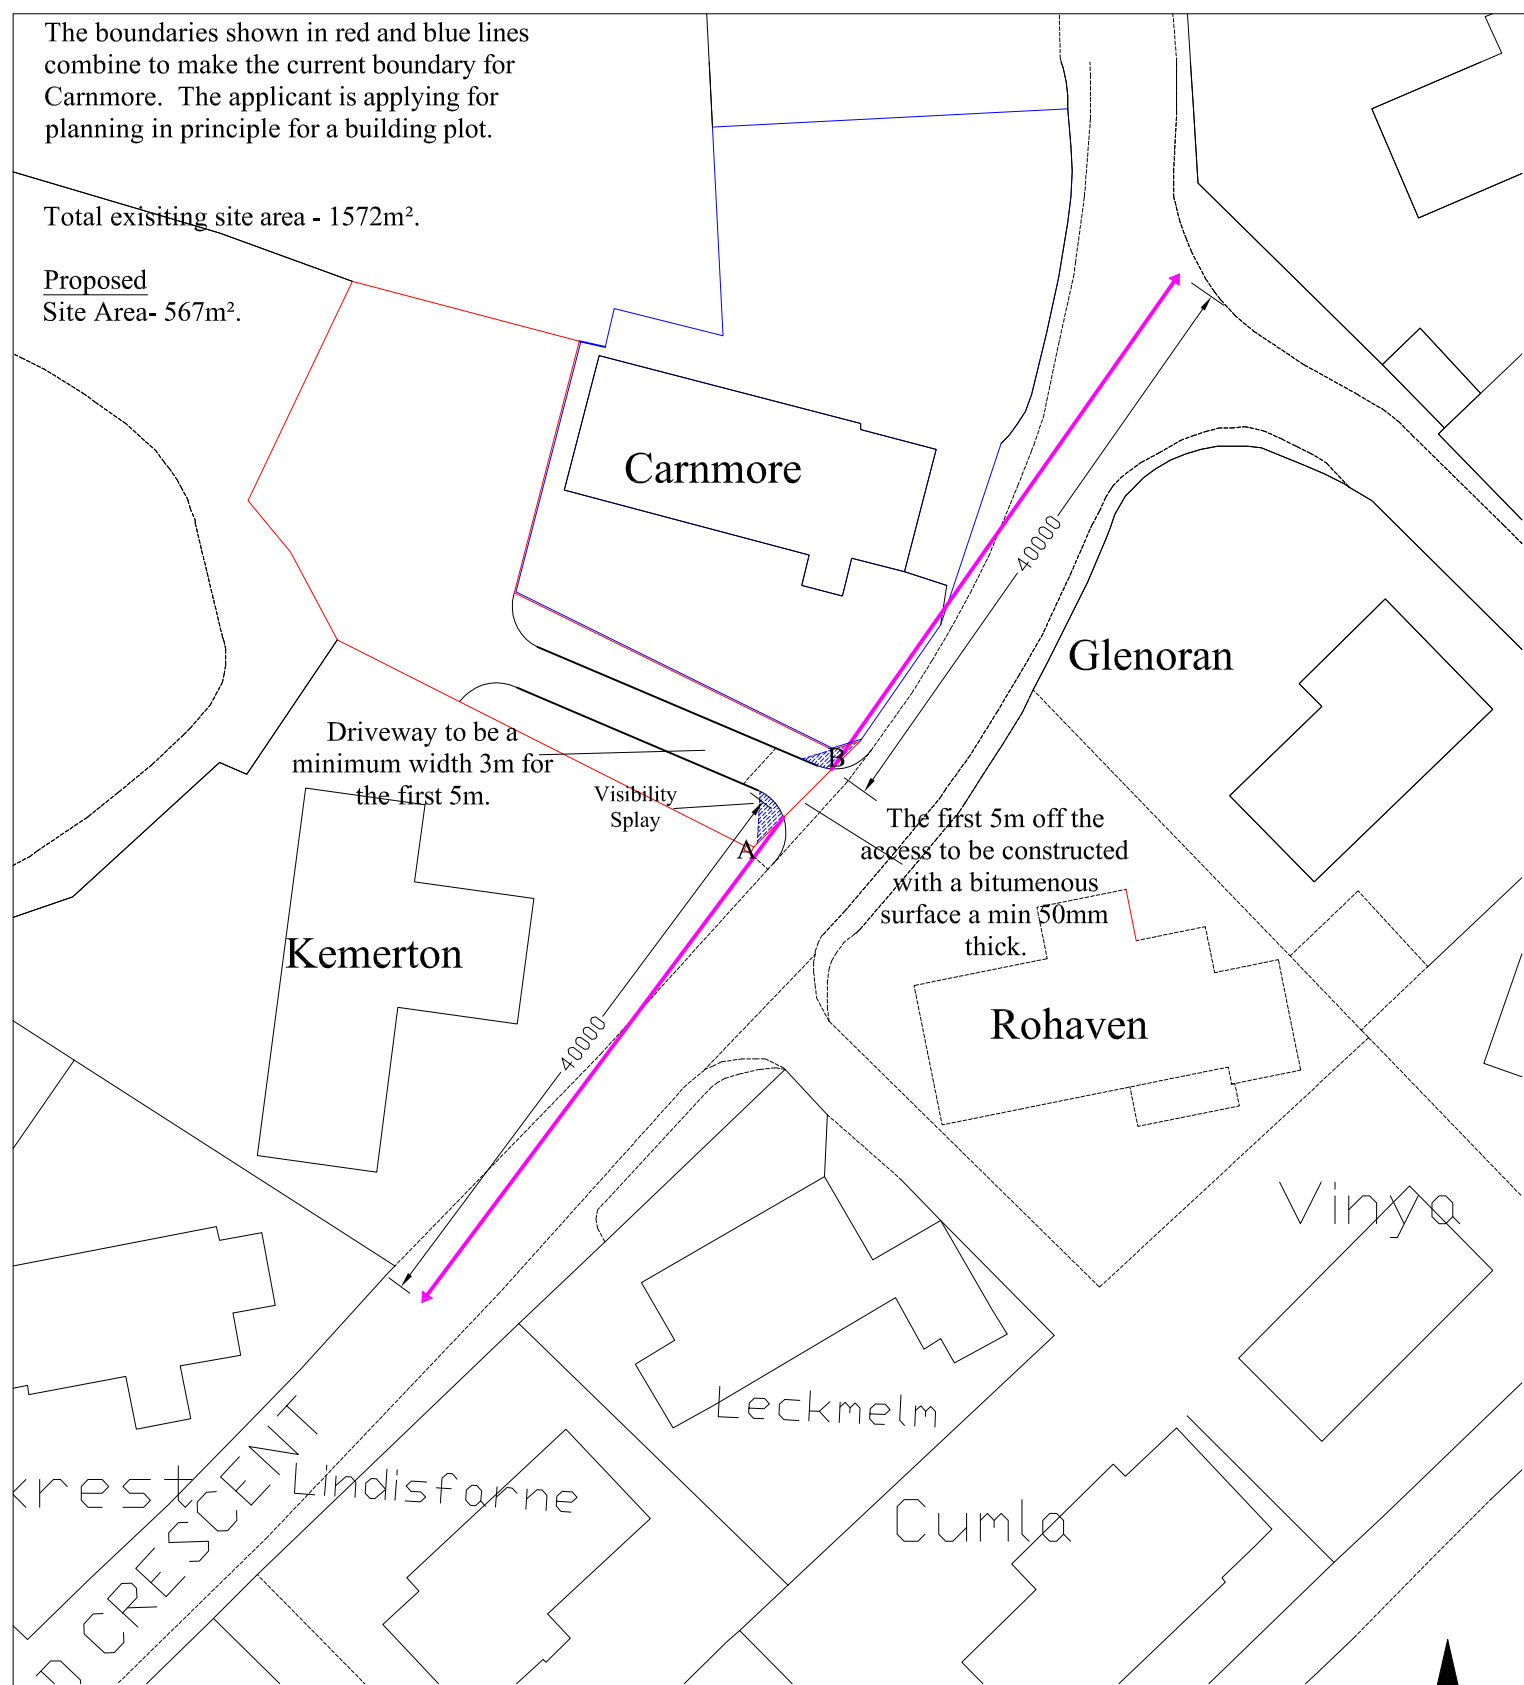 The boundaries shown in red and blue lines
combine to make the current boundary for
Carnmore. The applicant is applying for
planning in principle for a building plot.
Total exisiting site area - 1572m².
Proposed
Site Area- 567m².
Carnmore
40000
Glenoran
Driveway to be a
minimum width 3m for
the first 5m.
Visibility
Splay
B
A
The first 5m off the
access to be constructed
with a bitumenous
surface a min 50mm
thick.
Kemerton
Rohaven
40000
Vinya
Leckmelm
krest
Lindisfarne
Cumla
D CRESCENT